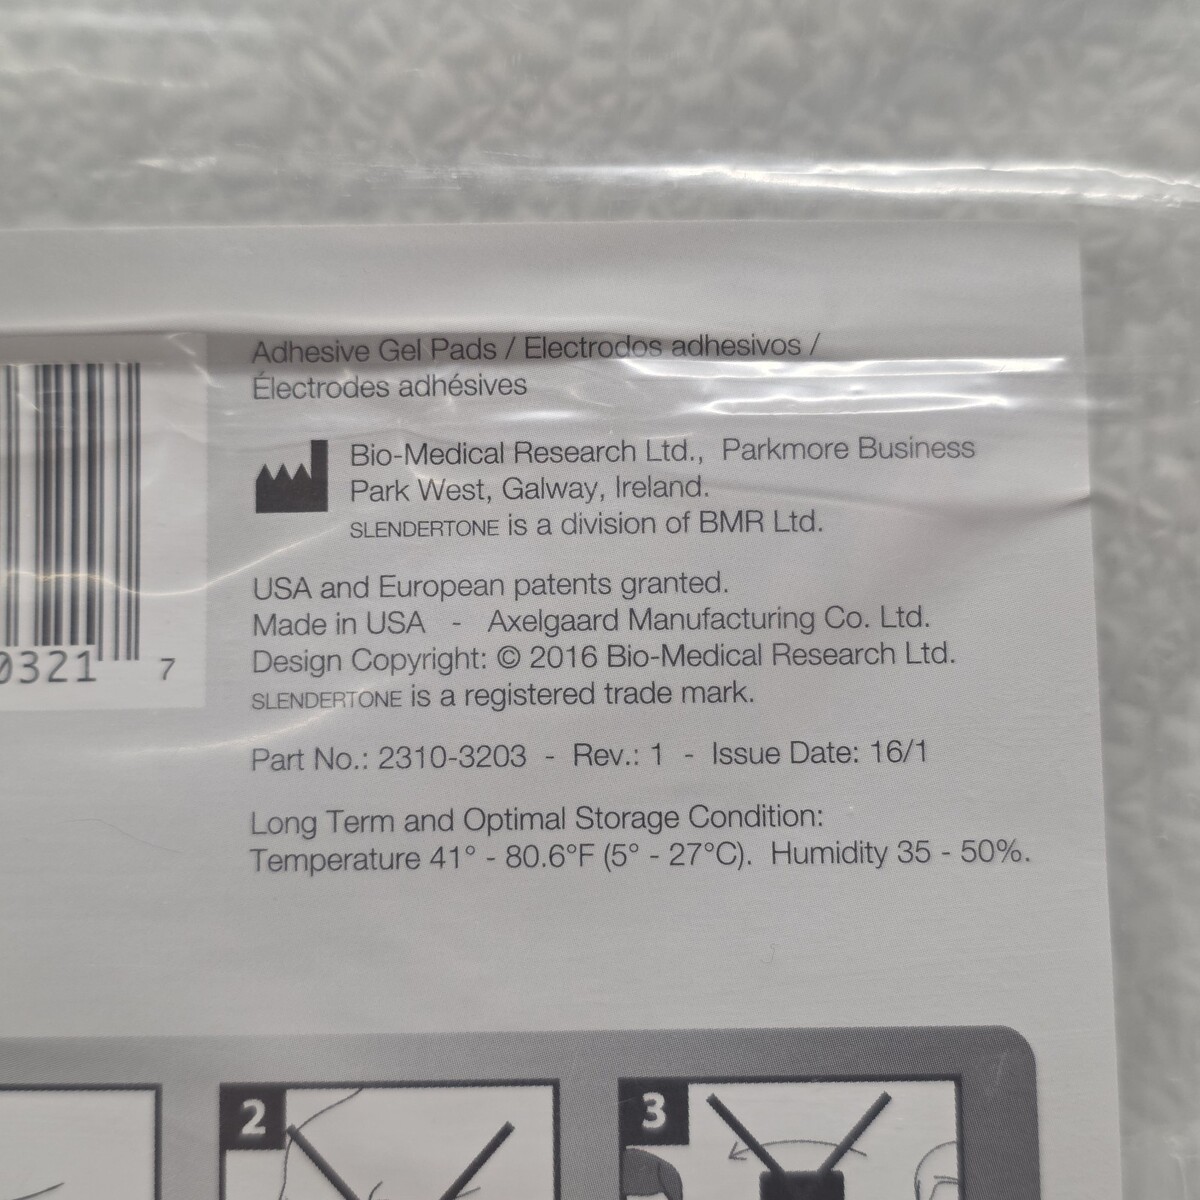 Adhesive Gel Pads / Electrodos adhesivos /
Électrodes adhésives
Bio-Medical Research Ltd., Parkmore Business
Park West, Galway, Ireland.
SLENDERTONE is a division of BMR Ltd.
USA and European patents granted.
Made in USA - Axelgaard Manufacturing Co. Ltd.
Design Copyright: © 2016 Bio-Medical Research Ltd.
SLENDERTONE is a registered trade mark.
0321 7
Part No.: 2310-3203 - Rev.: 1 - Issue Date: 16/1
Long Term and Optimal Storage Condition:
Temperature 41° - 80.6°F (5° - 27°C). Humidity 35 - 50%.
2
3